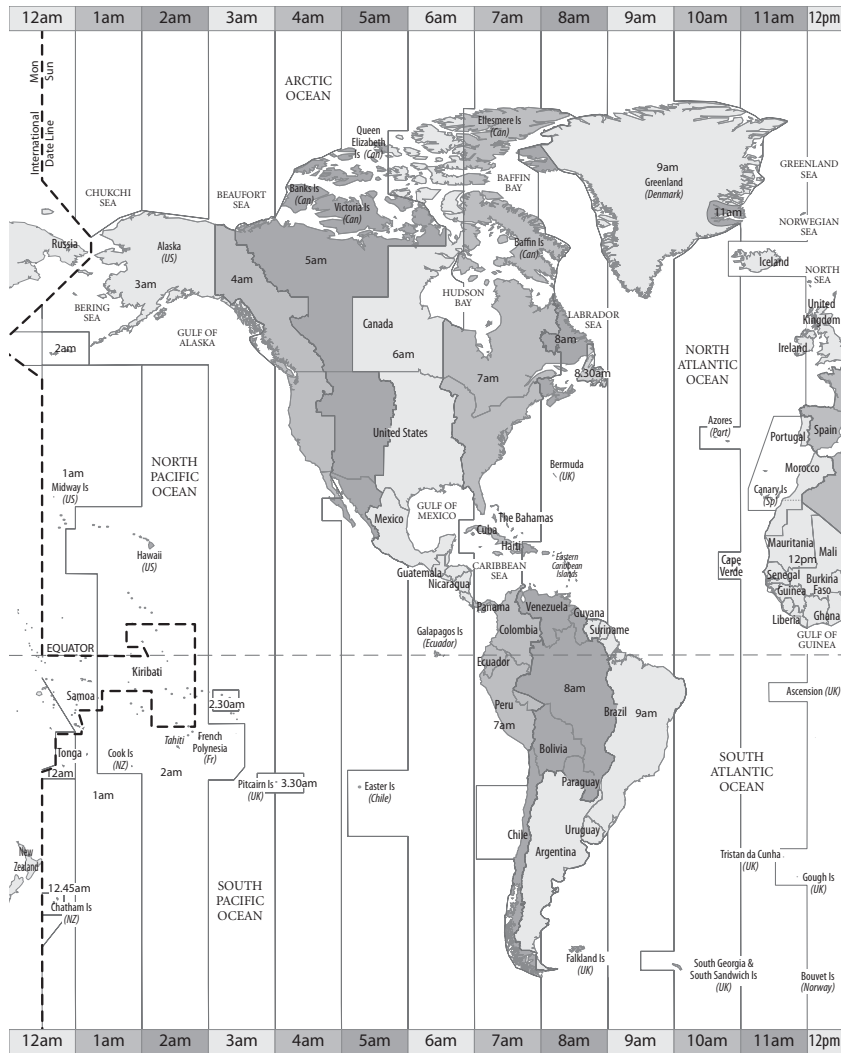 12am 1am 2am 3am 4am 5am 6am 7am 8am 9am 10am 11am 12pm
Mon
Sun
International
Date Line
ARCTIC
OCEAN
Queen
Elizabeth
Is (Can)
Ellesmere Is
(Can)
9am
Greenland
(Denmark)
GREENLAND
SEA
CHUKCHI
SEA
BEAUFORT
SEA
Banks Is
(Can)
Victoria Is
(Can)
BAFFIN
BAY
11am
NORWEGIAN
SEA
Russia
Alaska
(US)
3am
4am
5am
Baffin Is
(Can)
Iceland
NORTH
SEA
BERING
SEA
GULF OF
ALASKA
HUDSON
BAY
LABRADOR
SEA
United
Kingdom
Ireland
2am
Canada
6am
7am
8am
8.30am
NORTH
ATLANTIC
OCEAN
United States
Azores
(Port)
Portugal
Spain
NORTH
PACIFIC
OCEAN
1am
Midway Is
(US)
Bermuda
(UK)
Morocco
Canary Is
(Sp)
Mexico
GULF OF
MEXICO
The Bahamas
Cuba
Haiti
Hawaii
(US)
Mauritania
12pm
Mali
Guatemala
Nicaragua
CARIBBEAN
SEA
Eastern
Caribbean
Islands
Cape
Verde
Senegal
Guinea
Burkina
Faso
Liberia
Ghana
Panama
Venezuela
Guyana
Suriname
Colombia
Galapagos Is
(Ecuador)
GULF OF
GUINEA
EQUATOR
Kiribati
Ecuador
Samoa
2.30am
Peru
7am
8am
Brazil
9am
Ascension (UK)
Tonga
12am
Cook Is
(NZ)
1am
Tahiti
2am
French
Polynesia
(Fr)
Bolivia
SOUTH
ATLANTIC
OCEAN
Pitcairn Is
(UK)
3.30am
Easter Is
(Chile)
Paraguay
Chile
Uruguay
Argentina
New
Zealand
Tristan da Cunha
(UK)
Gough Is
(UK)
12.45am
Chatham Is
(NZ)
SOUTH
PACIFIC
OCEAN
Falkland Is
(UK)
South Georgia &
South Sandwich Is
(UK)
Bouvet Is
(Norway)
12am 1am 2am 3am 4am 5am 6am 7am 8am 9am 10am 11am 12pm